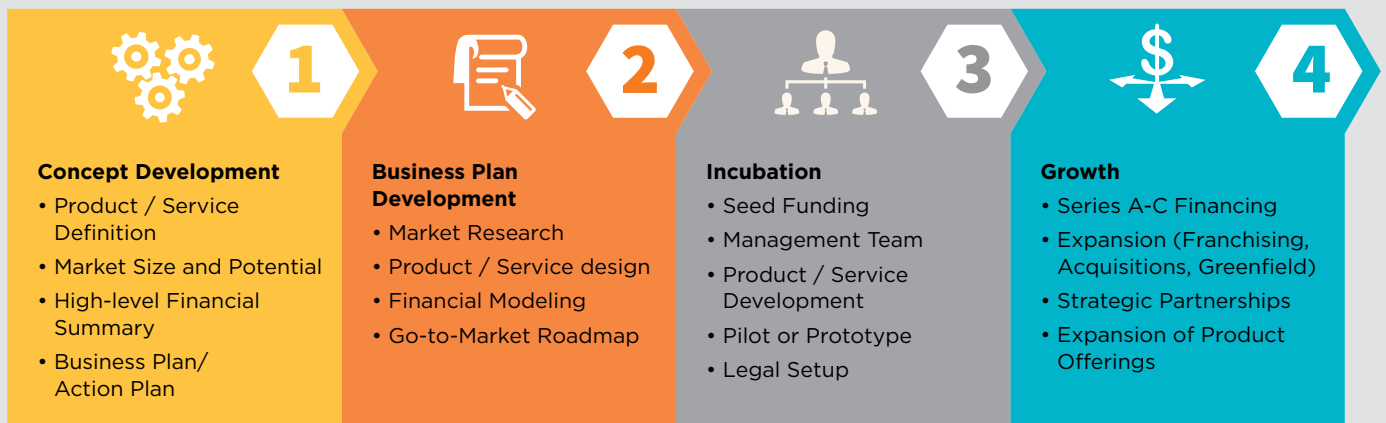 1
Concept Development
• Product / Service
Definition
• Market Size and Potential
• High-level Financial
Summary
• Business Plan/
Action Plan
2
Business Plan
Development
• Market Research
• Product / Service design
• Financial Modeling
• Go-to-Market Roadmap
3
Incubation
• Seed Funding
• Management Team
• Product / Service
Development
• Pilot or Prototype
• Legal Setup
$
4
Growth
• Series A-C Financing
• Expansion (Franchising,
Acquisitions, Greenfield)
• Strategic Partnerships
• Expansion of Product
Offerings